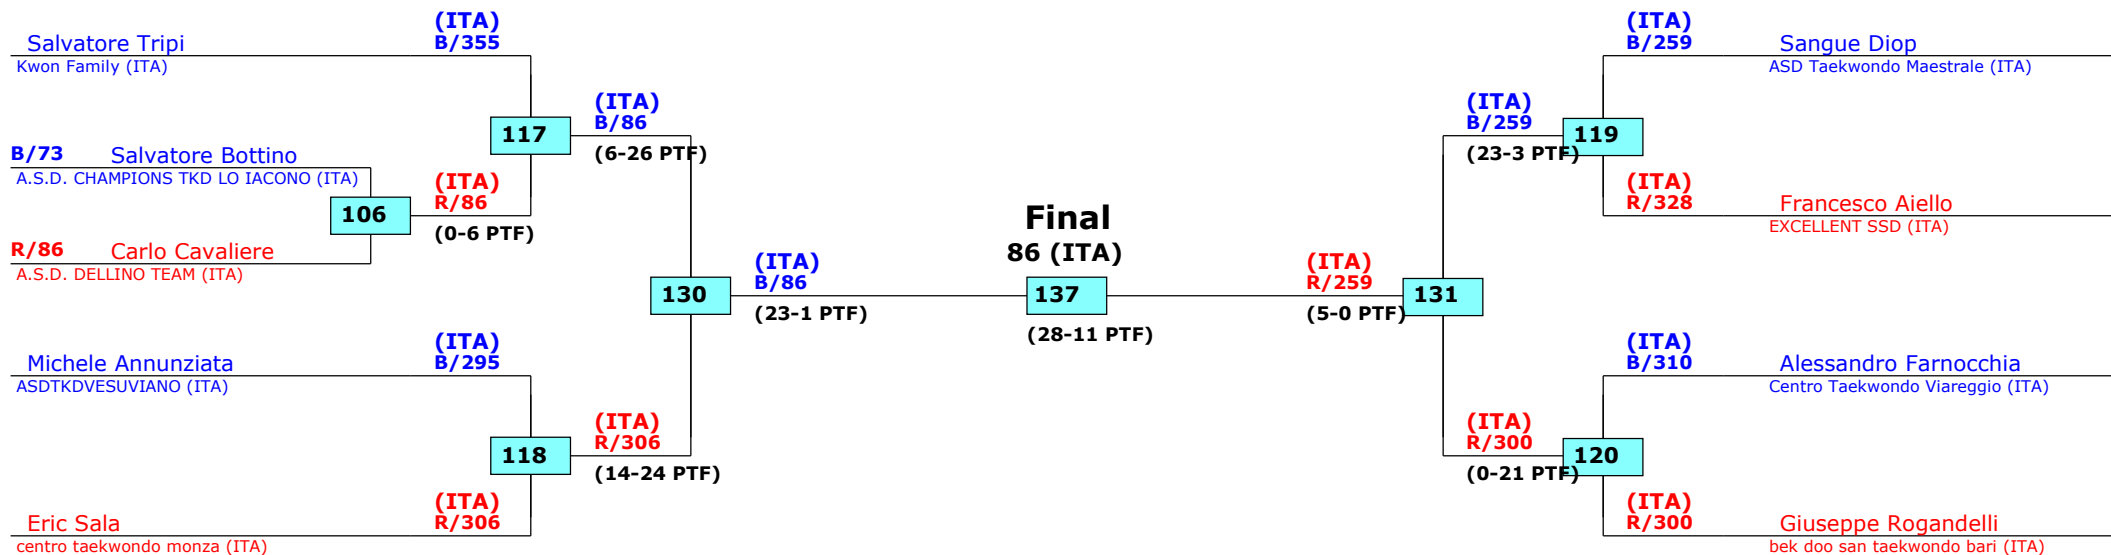 (ITA)
B/355
Salvatore Tripi
Kwon Family (ITA)
117
(ITA)
B/86
(6-26 PTF)
B/73 Salvatore Bottino
A.S.D. CHAMPIONS TKD LO IACONO (ITA)
106
(ITA)
R/86
(0-6 PTF)
R/86 Carlo Cavaliere
A.S.D. DELLINO TEAM (ITA)
130
(ITA)
B/86
(23-1 PTF)
Michele Annunziata
ASDTKDVESUVIANO (ITA)
(ITA)
B/295
118
(ITA)
R/306
(14-24 PTF)
Eric Sala
centro taekwondo monza (ITA)
(ITA)
R/306
Final
86 (ITA)
137
(28-11 PTF)
(ITA)
R/259
(5-0 PTF)
131
(ITA)
B/259
(23-3 PTF)
119
(ITA)
B/259
Sangue Diop
ASD Taekwondo Maestrale (ITA)
(ITA)
R/328
Francesco Aiello
EXCELLENT SSD (ITA)
(ITA)
R/300
(0-21 PTF)
120
(ITA)
B/310
Alessandro Farnocchia
Centro Taekwondo Viareggio (ITA)
(ITA)
R/300
Giuseppe Rogandelli
bek doo san taekwondo bari (ITA)